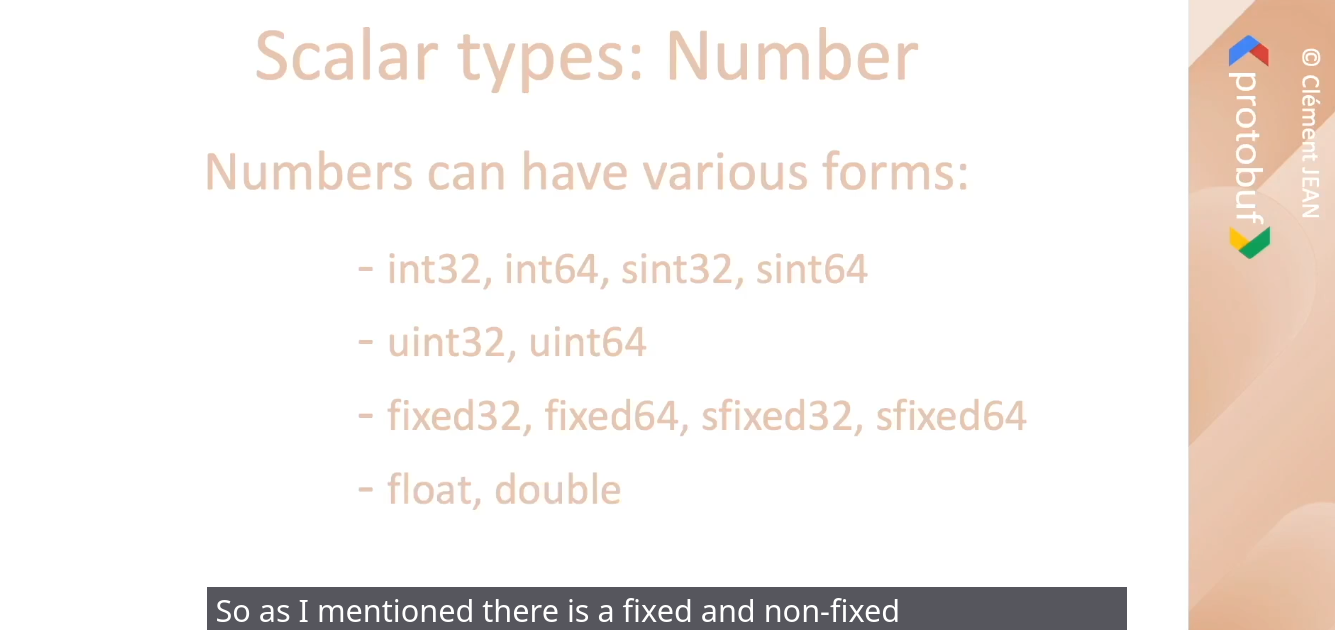 Scalar types: Number
Numbers can have various forms:
- int32, int64, sint32, sint64
- uint32, uint64
- fixed32, fixed64, sfixed32, sfixed64
- float, double
So as I mentioned there is a fixed and non-fixed
protobuf
© Clément JEAN